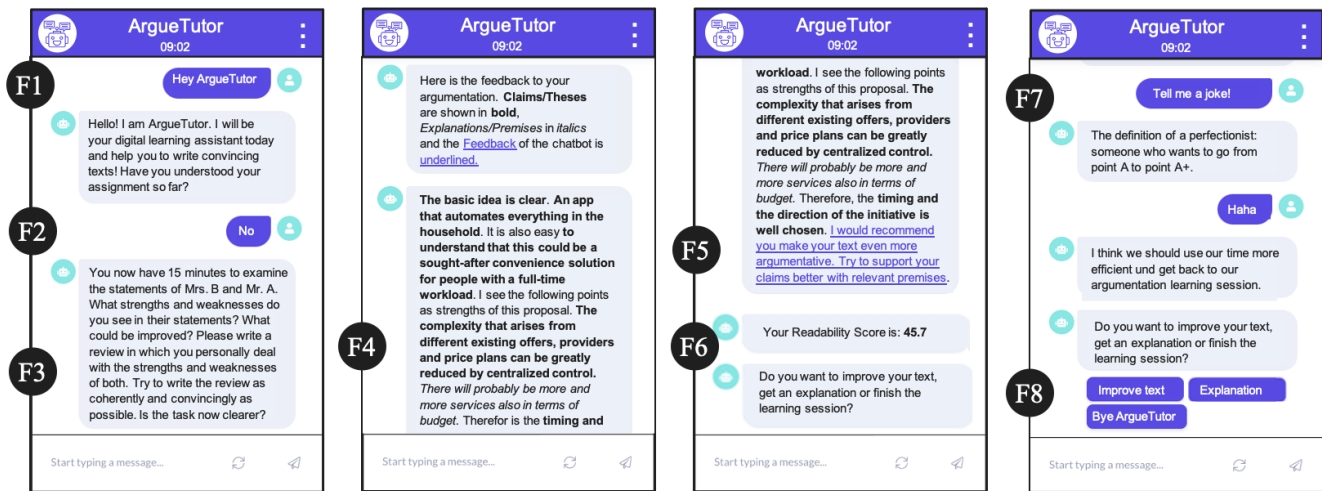 ArgueTutor
09:02
F1
Hey ArgueTutor
Hello! I am ArgueTutor. I will be
your digital learning assistant today
and help you to write convincing
texts! Have you understood your
assignment so far?
F2
No
You now have 15 minutes to examine
the statements of Mrs. B and Mr. A.
What strengths and weaknesses do
you see in their statements? What
could be improved? Please write a
review in which you personally deal
with the strengths and weaknesses
of both. Try to write the review as
coherently and convincingly as
possible. Is the task now clearer?
F3
Start typing a message...
ArgueTutor
09:02
Here is the feedback to your
argumentation. Claims/Theses
are shown in bold,
Explanations/Premises in italics
and the Feedback of the chatbot is
underlined.
The basic idea is clear. An app
that automates everything in the
household. It is also easy to
understand that this could be a
sought-after convenience solution
for people with a full-time
workload. I see the following points
as strengths of this proposal. The
complexity that arises from
different existing offers, providers
and price plans can be greatly
reduced by centralized control.
There will probably be more and
more services also in terms of
budget. Therefor is the timing and
F4
Start typing a message...
ArgueTutor
09:02
workload. I see the following points
as strengths of this proposal. The
complexity that arises from
different existing offers, providers
and price plans can be greatly
reduced by centralized control.
There will probably be more and
more services also in terms of
budget. Therefore, the timing and
the direction of the initiative is
well chosen. I would recommend
you make your text even more
argumentative. Try to support your
claims better with relevant premises.
F5
Your Readability Score is: 45.7
F6
Do you want to improve your text,
get an explanation or finish the
learning session?
Start typing a message...
ArgueTutor
09:02
F7
Tell me a joke!
The definition of a perfectionist:
someone who wants to go from
point A to point A+.
Haha
I think we should use our time more
efficient und get back to our
argumentation learning session.
Do you want to improve your text,
get an explanation or finish the
learning session?
F8
Improve text
Explanation
Bye ArgueTutor
Start typing a message...